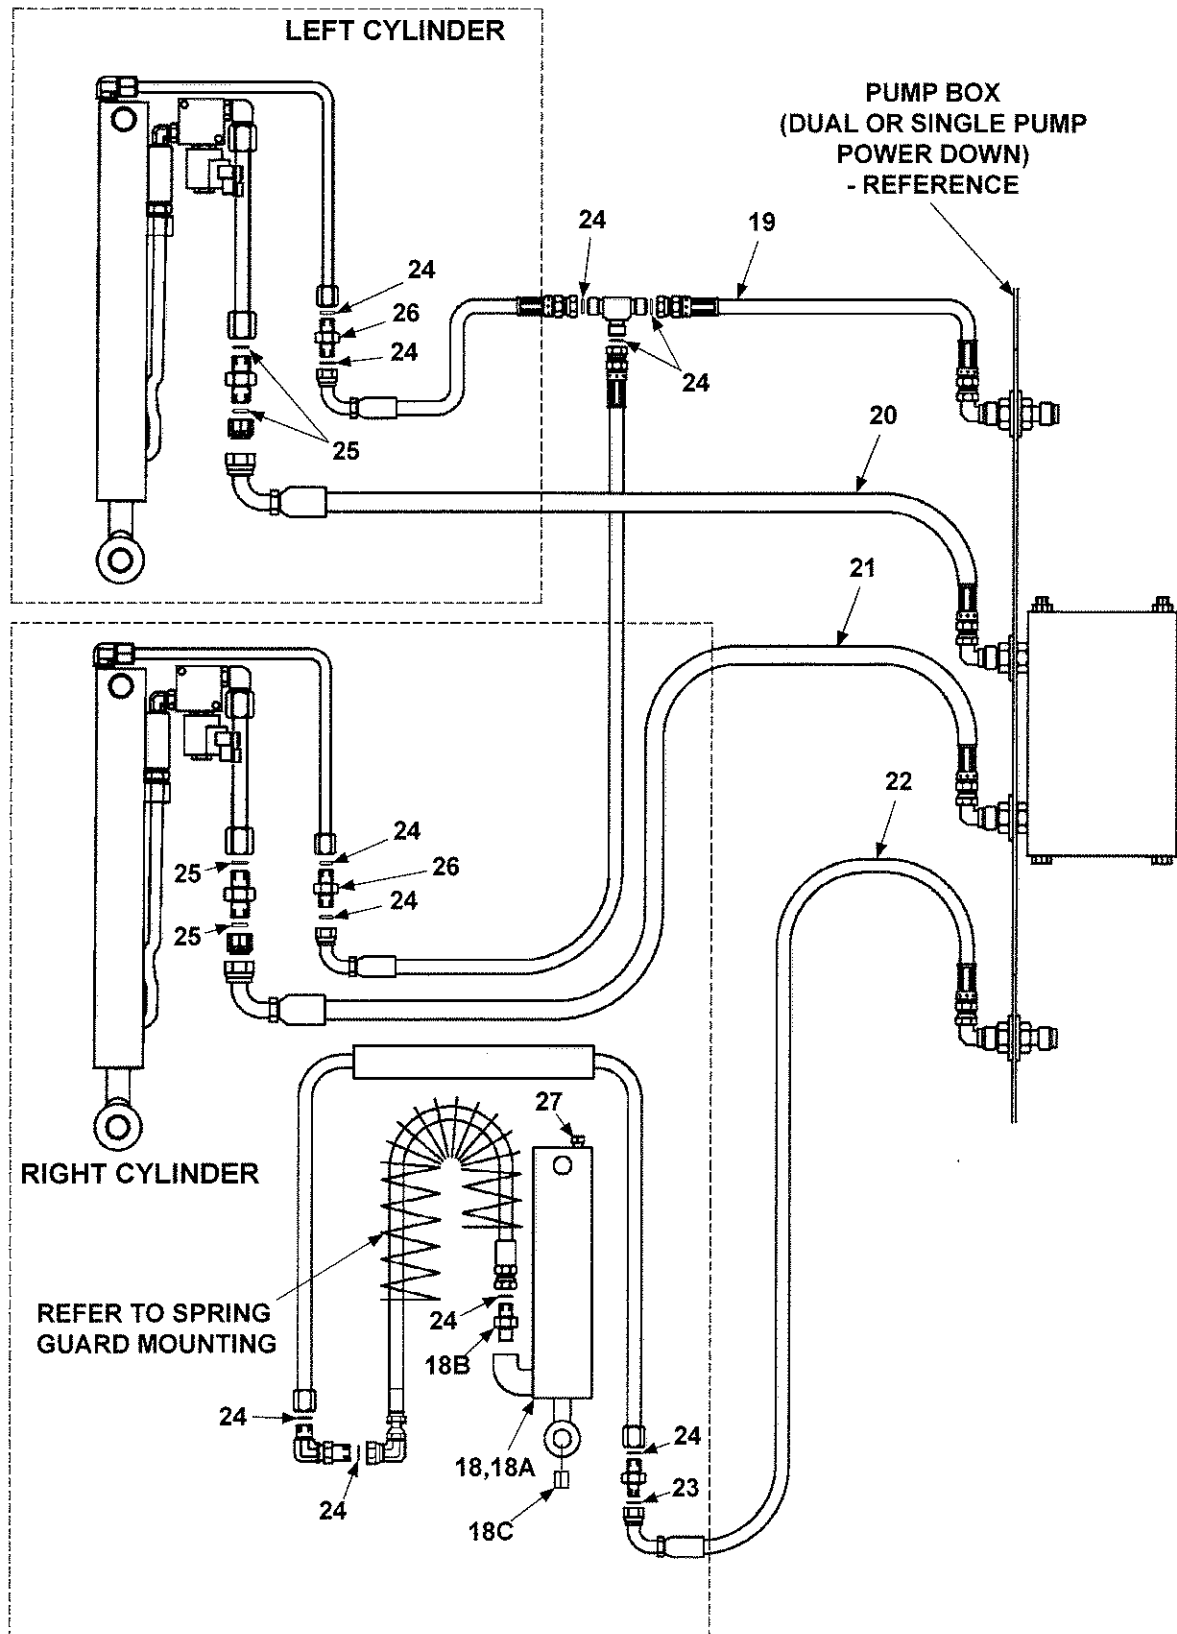 LEFT CYLINDER
PUMP BOX
(DUAL OR SINGLE PUMP
POWER DOWN)
- REFERENCE
24
19
24
26
24
24
25
20
21
22
24
25
26
24
25
27
RIGHT CYLINDER
REFER TO SPRING
GUARD MOUNTING
24
18B
24
24
18,18A
24
23
18C